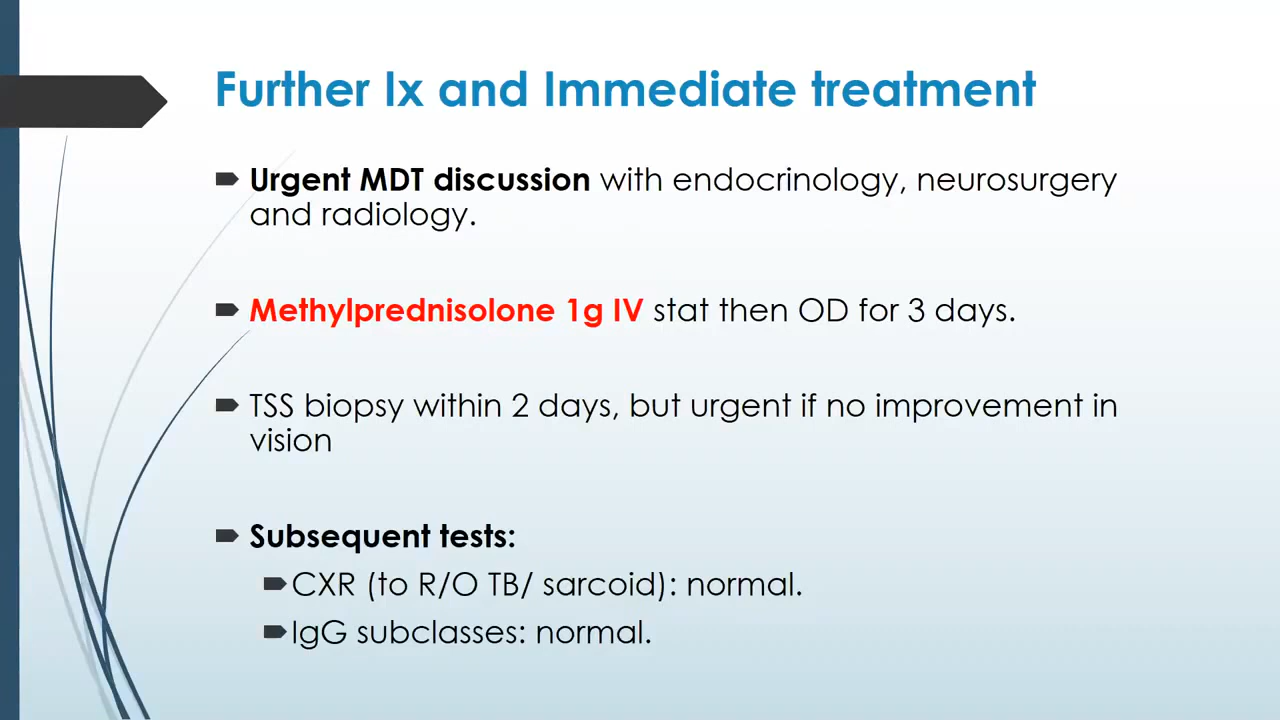 Further Ix and Immediate treatment
Urgent MDT discussion with endocrinology, neurosurgery
and radiology.
Methylprednisolone 1g IV stat then OD for 3 days.
TSS biopsy within 2 days, but urgent if no improvement in
vision
Subsequent tests:
CXR (to R/O TB/ sarcoid): normal.
IgG subclasses: normal.